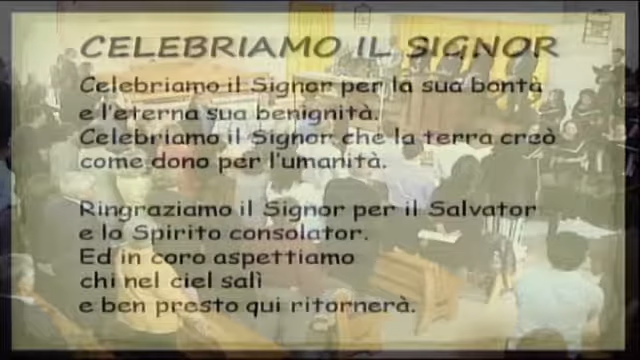 CELEBRIAMO IL SIGNOR
Celebriamo il Signor per la sua bontà
e l'eterna sua benignità.
Celebriamo il Signor che la terra creò
come dono per l'umanità.
Ringraziamo il Signor per il Salvator
e lo Spirito consolator.
Ed in coro aspettiamo
chi nel ciel salì
e ben presto qui ritornerà.